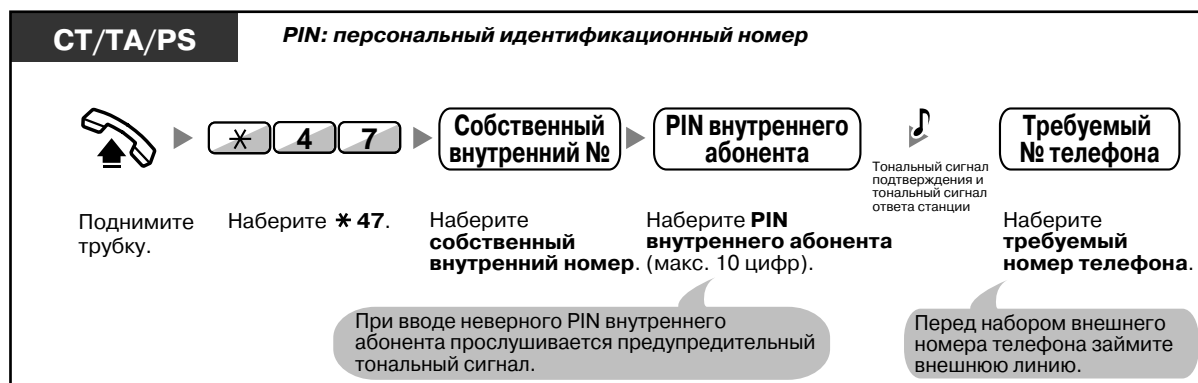 CT/TA/PS
PIN: персональный идентификационный номер
✳ 4 7
Собственный
внутренний №
PIN внутреннего
абонента
Тональный сигнал
подтверждения и
тональный сигнал
ответа станции
Требуемый
№ телефона
Поднимите
трубку.
Наберите ✳ 47.
Наберите
собственный
внутренний номер.
Наберите PIN
внутреннего абонента
(макс. 10 цифр).
Наберите
требуемый
номер телефона.
При вводе неверного PIN внутреннего
абонента прослушивается предупредительный
тональный сигнал.
Перед набором внешнего
номера телефона займите
внешнюю линию.